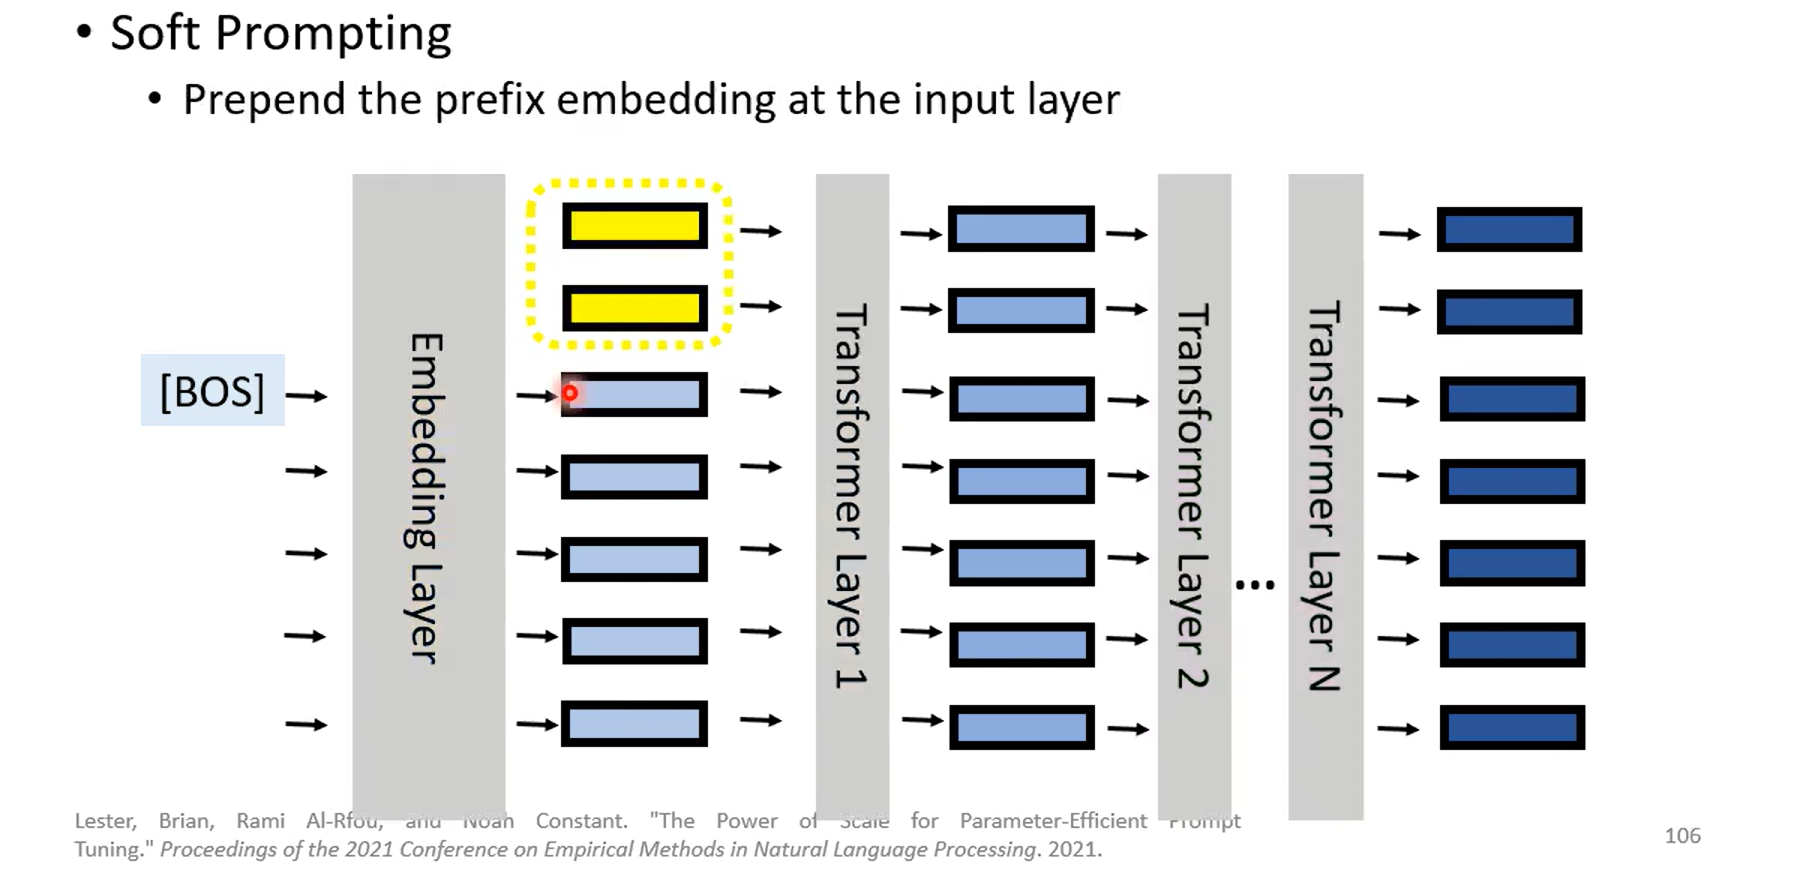 • Soft Prompting
• Prepend the prefix embedding at the input layer
[BOS]
Embedding Layer
Transformer Layer 1
Transformer Layer 2
...
Transformer Layer N
Lester, Brian, Rami Al-Rfou, and Noah Constant. "The Power of Scale for Parameter-Efficient Prompt
Tuning." Proceedings of the 2021 Conference on Empirical Methods in Natural Language Processing. 2021.
106